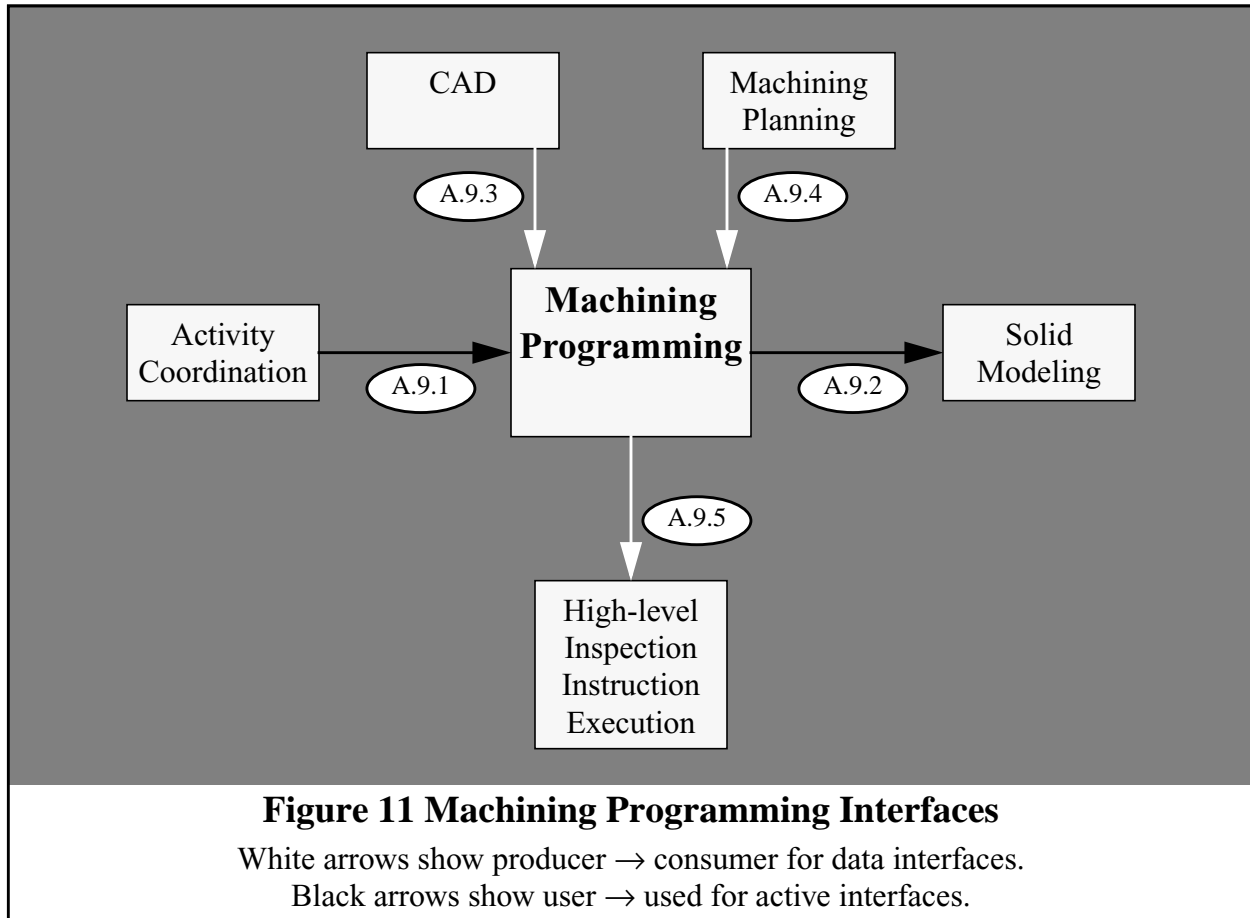 CAD
Machining
Planning
A.9.3
A.9.4
Machining
Programming
Activity
Coordination
A.9.1
Solid
Modeling
A.9.2
A.9.5
High-level
Inspection
Instruction
Execution
Figure 11 Machining Programming Interfaces
White arrows show producer → consumer for data interfaces.
Black arrows show user → used for active interfaces.